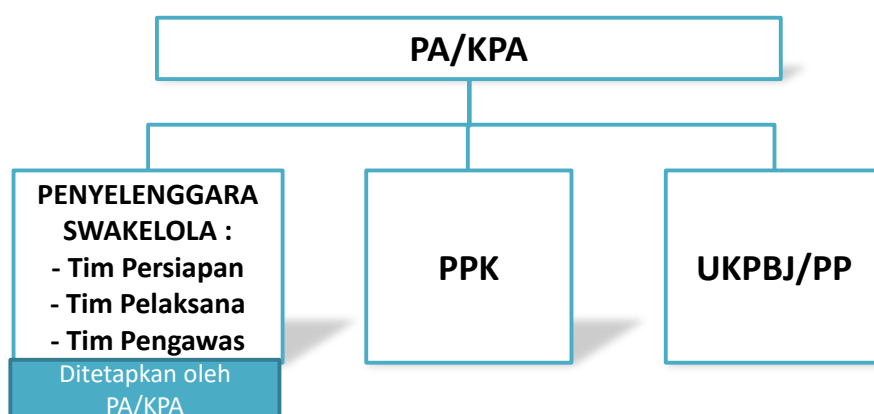 PA/KPA
PENYELENGGARA
SWAKELOLA :
- Tim Persiapan
- Tim Pelaksana
- Tim Pengawas
Ditetapkan oleh
PA/KPA
PPK
UKPBJ/PP